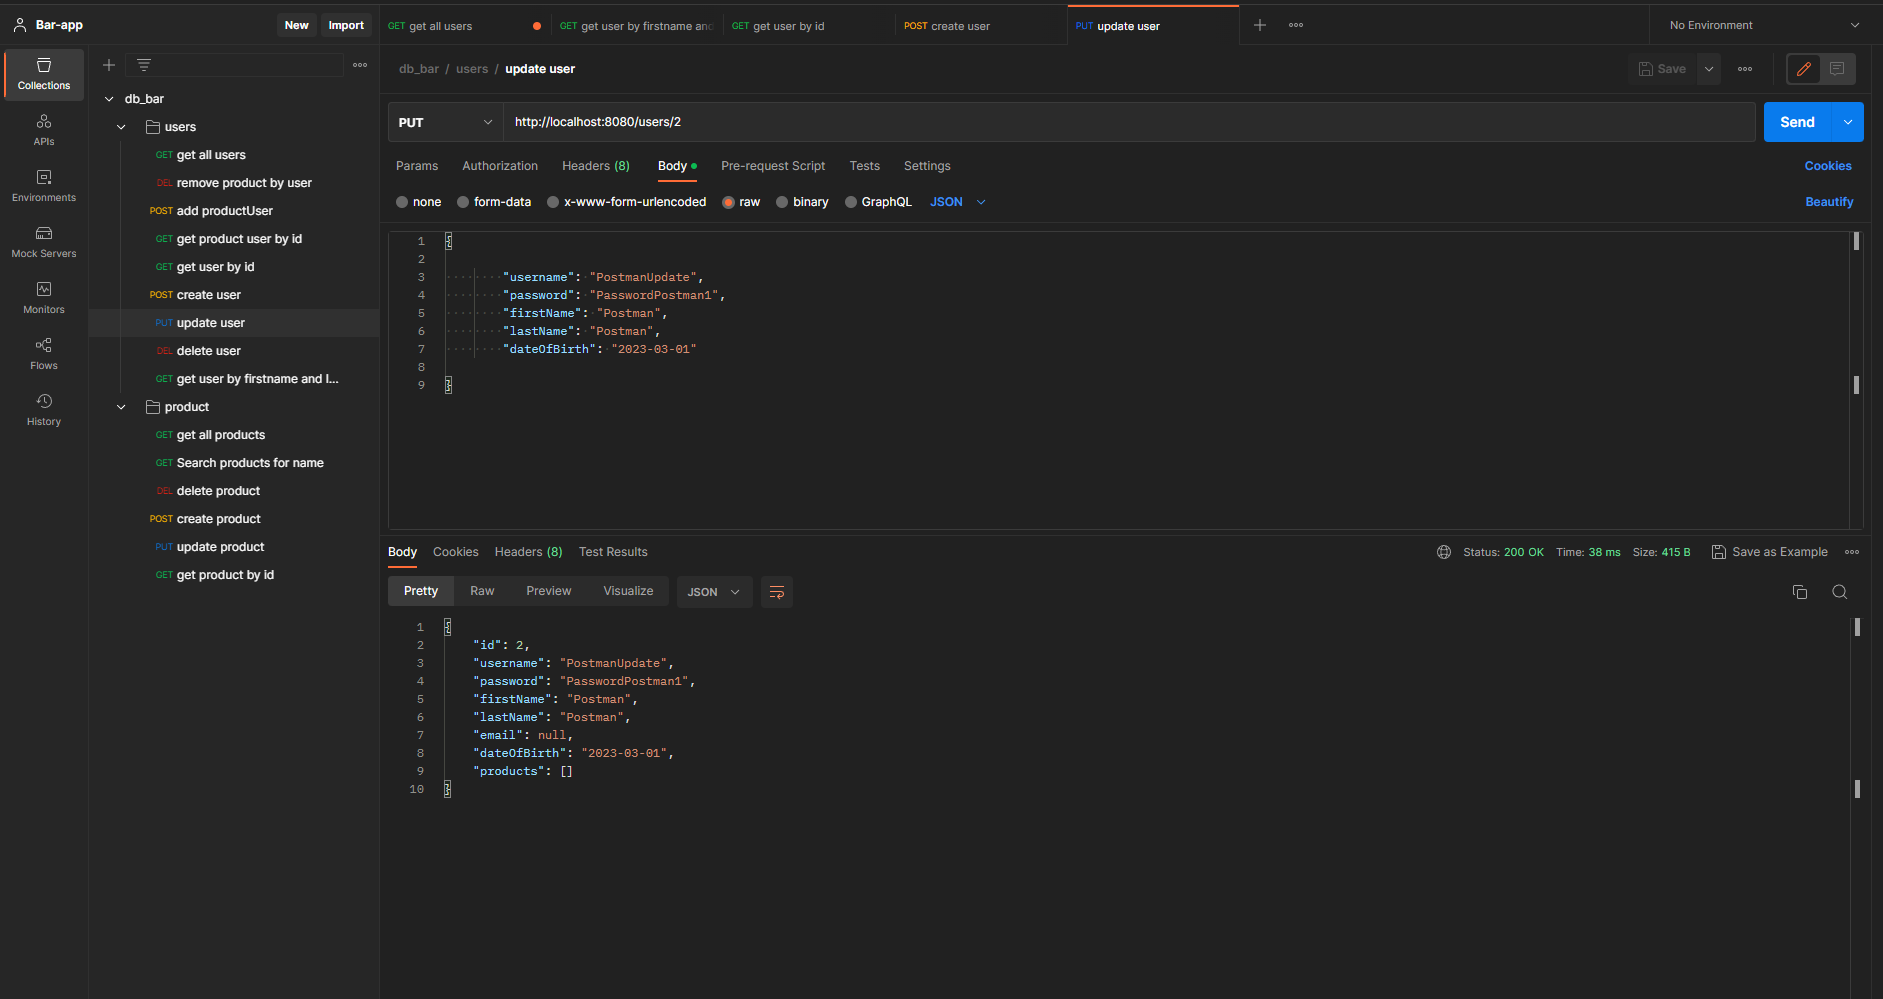 Bar-app
New
Import
GET get all users
GET get user by firstname anc
GET get user by id
POST create user
PUT update user
No Environment
Collections
APIs
Environments
Mock Servers
Monitors
Flows
History
db_bar
users
GET get all users
DEL remove product by user
POST add productUser
GET get product user by id
GET get user by id
POST create user
PUT update user
DEL delete user
GET get user by firstname and l...
product
GET get all products
GET Search products for name
DEL delete product
POST create product
PUT update product
GET get product by id
db_bar / users / update user
Save
PUT
http://localhost:8080/users/2
Send
Params
Authorization
Headers (8)
Body
Pre-request Script
Tests
Settings
Cookies
none
form-data
x-www-form-urlencoded
raw
binary
GraphQL
JSON
Beautify
1 {
2
3 "username": "PostmanUpdate",
4 "password": "PasswordPostman1",
5 "firstName": "Postman",
6 "lastName": "Postman",
7 "dateOfBirth": "2023-03-01"
8
9 }
Body
Cookies
Headers (8)
Test Results
Status: 200 OK
Time: 38 ms
Size: 415 B
Save as Example
Pretty
Raw
Preview
Visualize
JSON
1 {
2 "id": 2,
3 "username": "PostmanUpdate",
4 "password": "PasswordPostman1",
5 "firstName": "Postman",
6 "lastName": "Postman",
7 "email": null,
8 "dateOfBirth": "2023-03-01",
9 "products": []
10 }